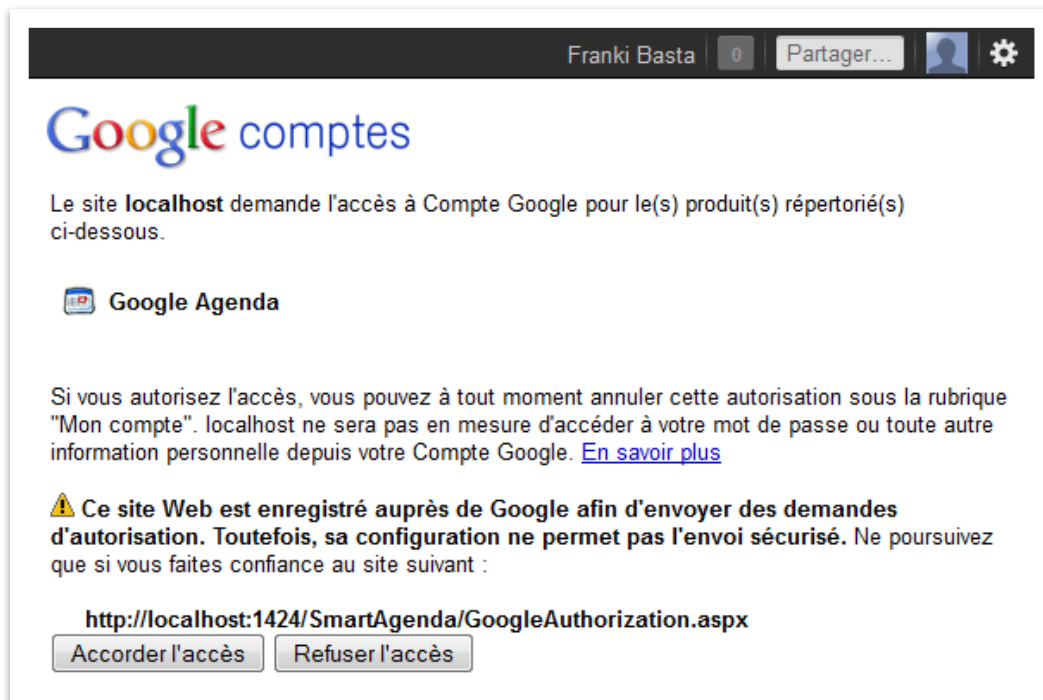 Franki Basta 0 Partager...
Google comptes
Le site localhost demande l'accès à Compte Google pour le(s) produit(s) répertorié(s)
ci-dessous.
Google Agenda
Si vous autorisez l'accès, vous pouvez à tout moment annuler cette autorisation sous la rubrique
"Mon compte". localhost ne sera pas en mesure d'accéder à votre mot de passe ou toute autre
information personnelle depuis votre Compte Google. En savoir plus
Ce site Web est enregistré auprès de Google afin d'envoyer des demandes
d'autorisation. Toutefois, sa configuration ne permet pas l'envoi sécurisé. Ne poursuivez
que si vous faites confiance au site suivant :
http://localhost:1424/SmartAgenda/GoogleAuthorization.aspx
Accorder l'accès Refuser l'accès